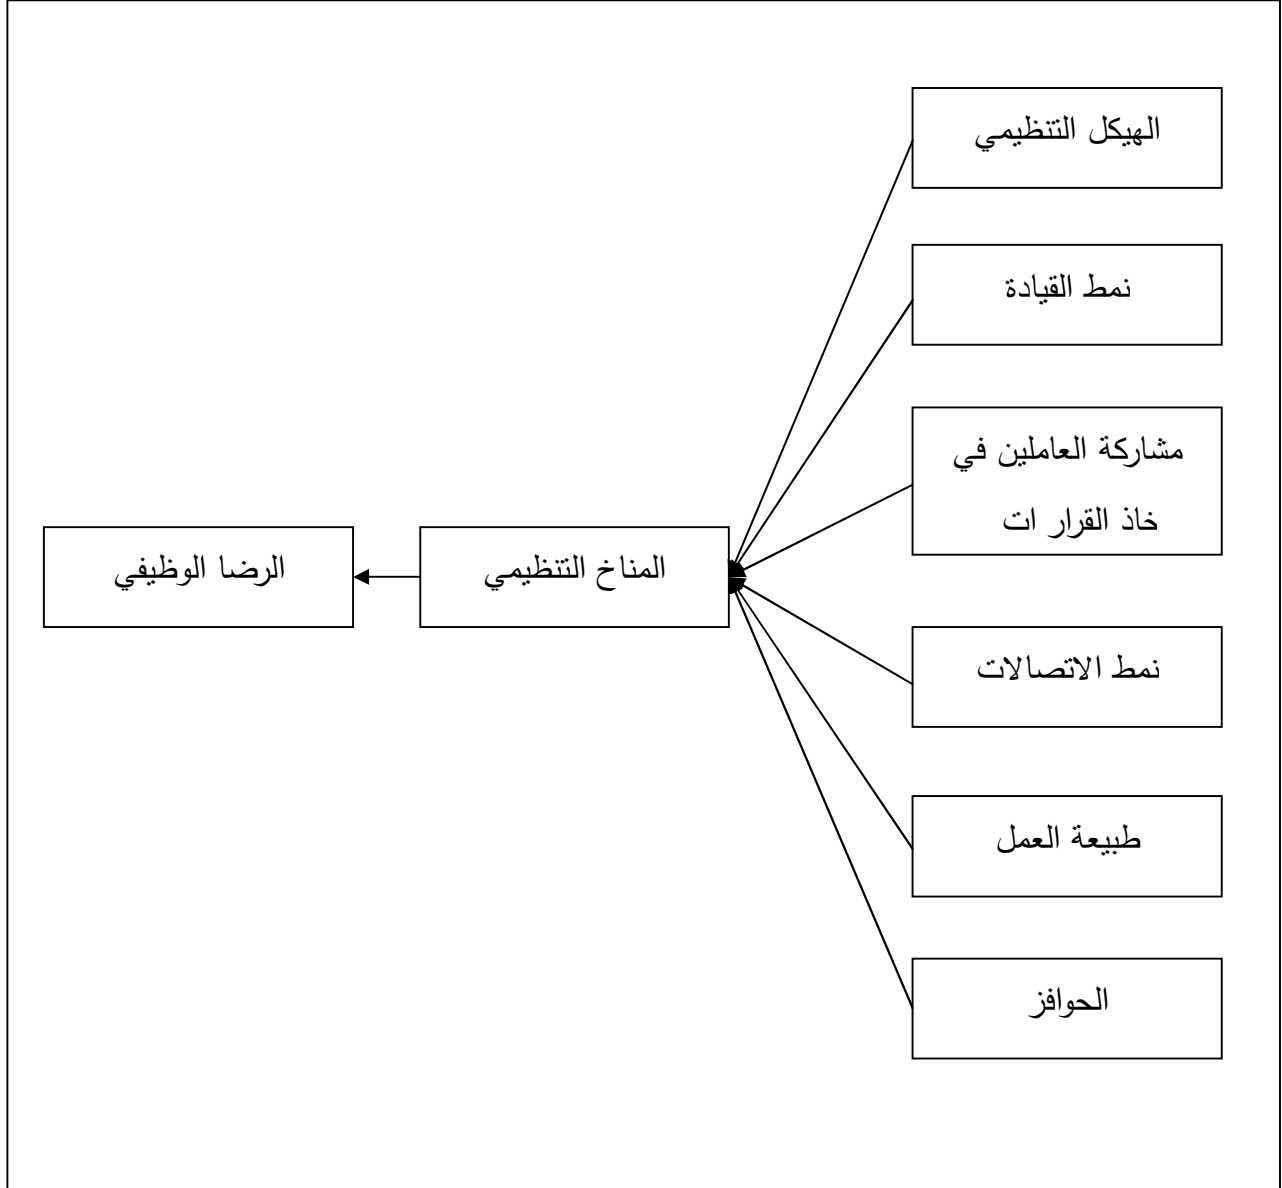 الهيكل التنظيمي
نمط القيادة
مشاركة العاملين في
خاذ القرار ات
المناخ التنظيمي
الرضا الوظيفي
نمط الاتصالات
طبيعة العمل
الحوافز